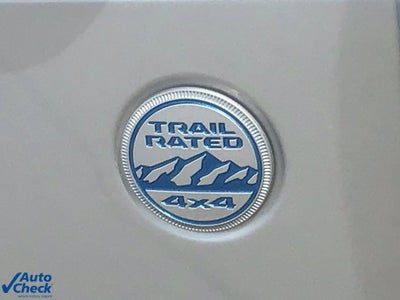 TRAIL
RATED
4x4
Auto
Check